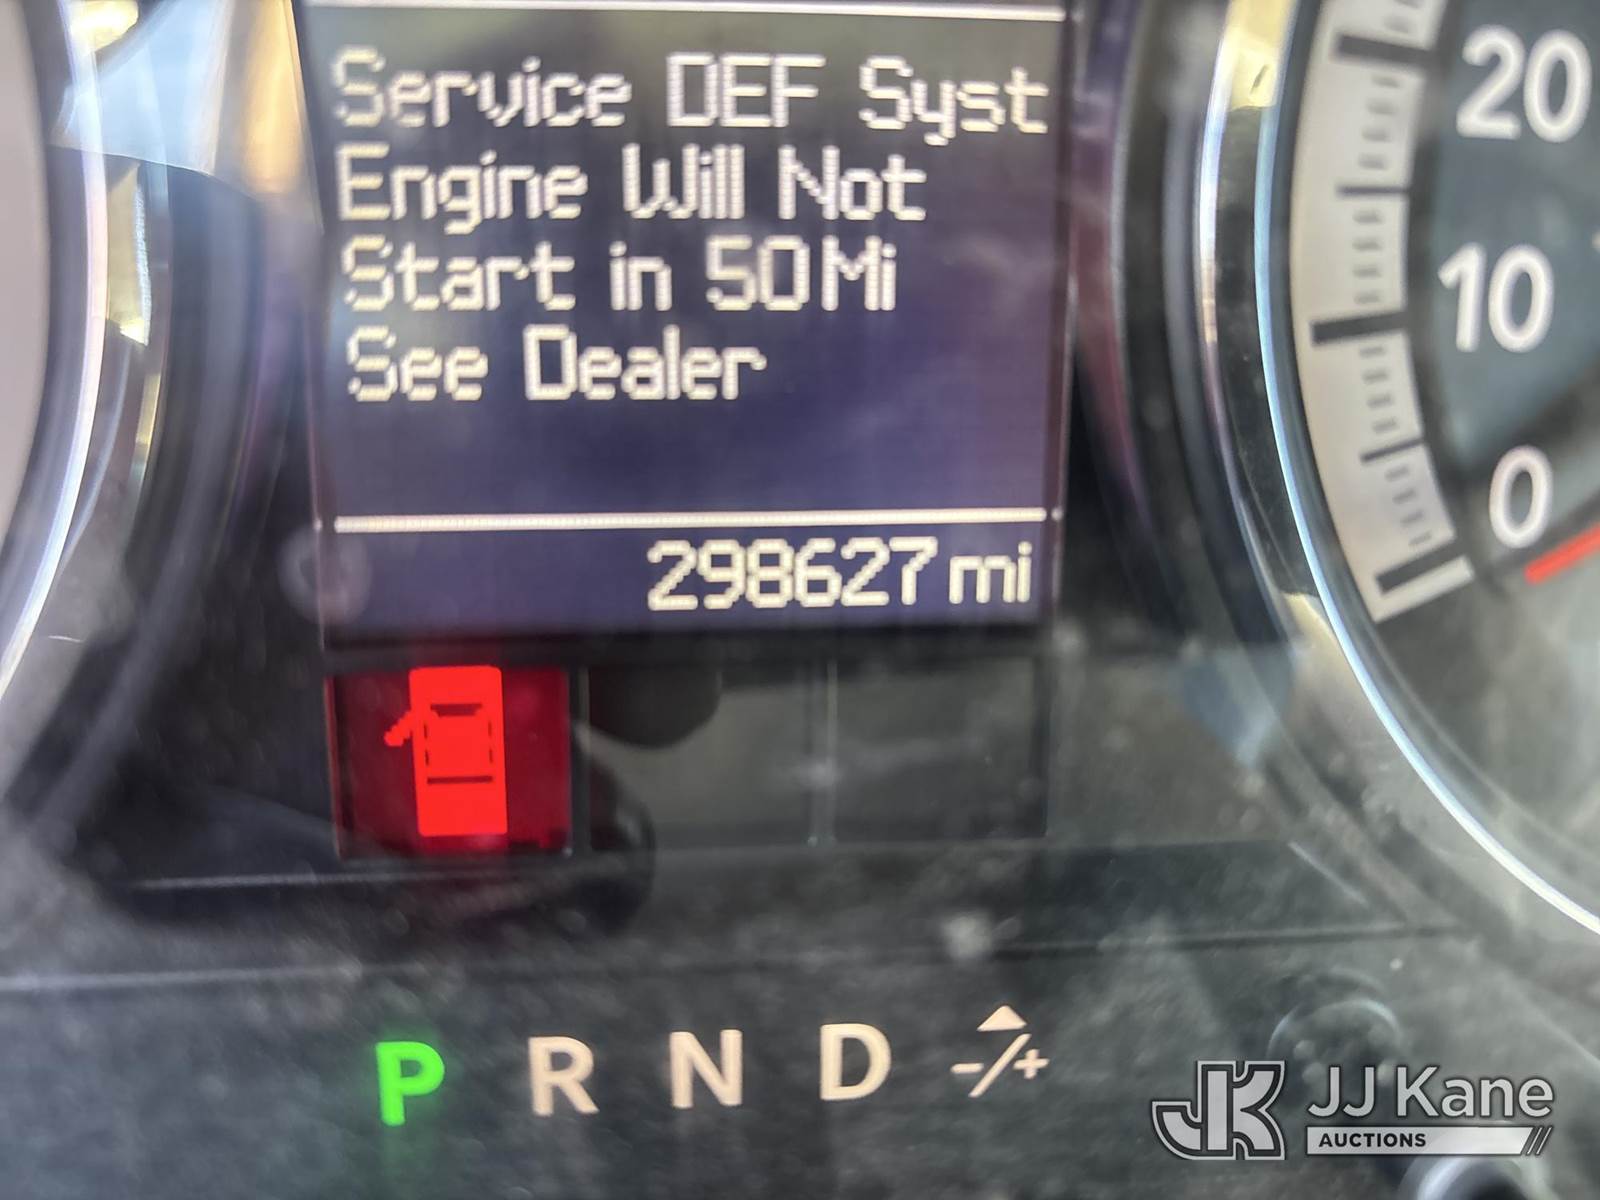 Service DEF Syst
Engine Will Not
Start in 50 Mi
See Dealer
298627 mi
20
10
0
P R N D -/+
JK JJ Kane
AUCTIONS